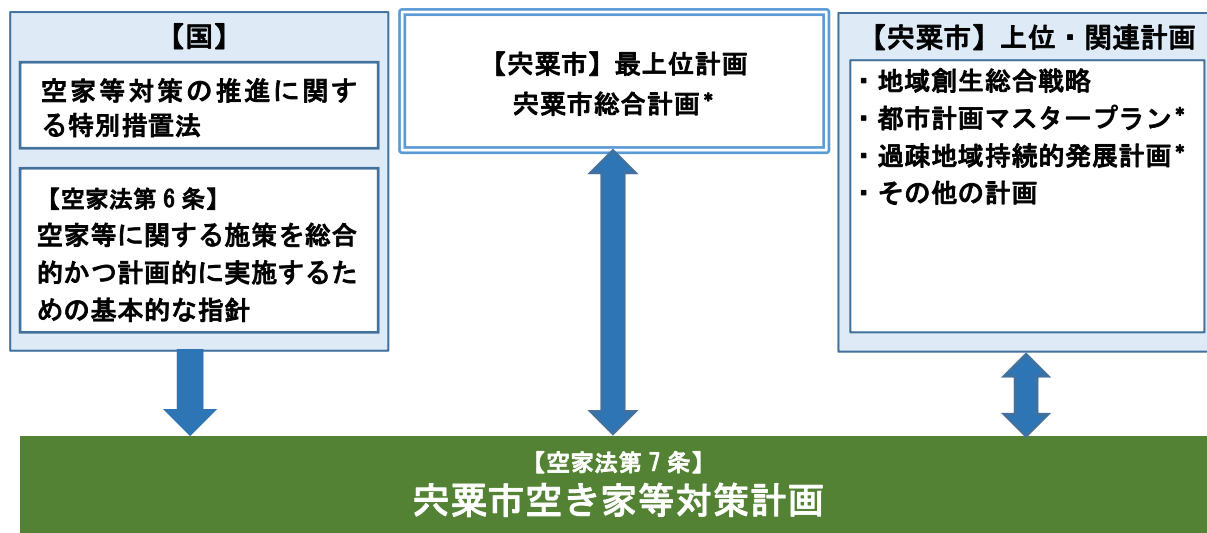 【国】
空家等対策の推進に関す
る特別措置法
【空家法第６条】
空家等に関する施策を総合
的かつ計画的に実施するた
めの基本的な指針
【宍粟市】最上位計画
宍粟市総合計画*
【宍粟市】上位・関連計画
・地域創生総合戦略
・都市計画マスタープラン*
・過疎地域持続的発展計画*
・その他の計画
【空家法第７条】
宍粟市空き家等対策計画